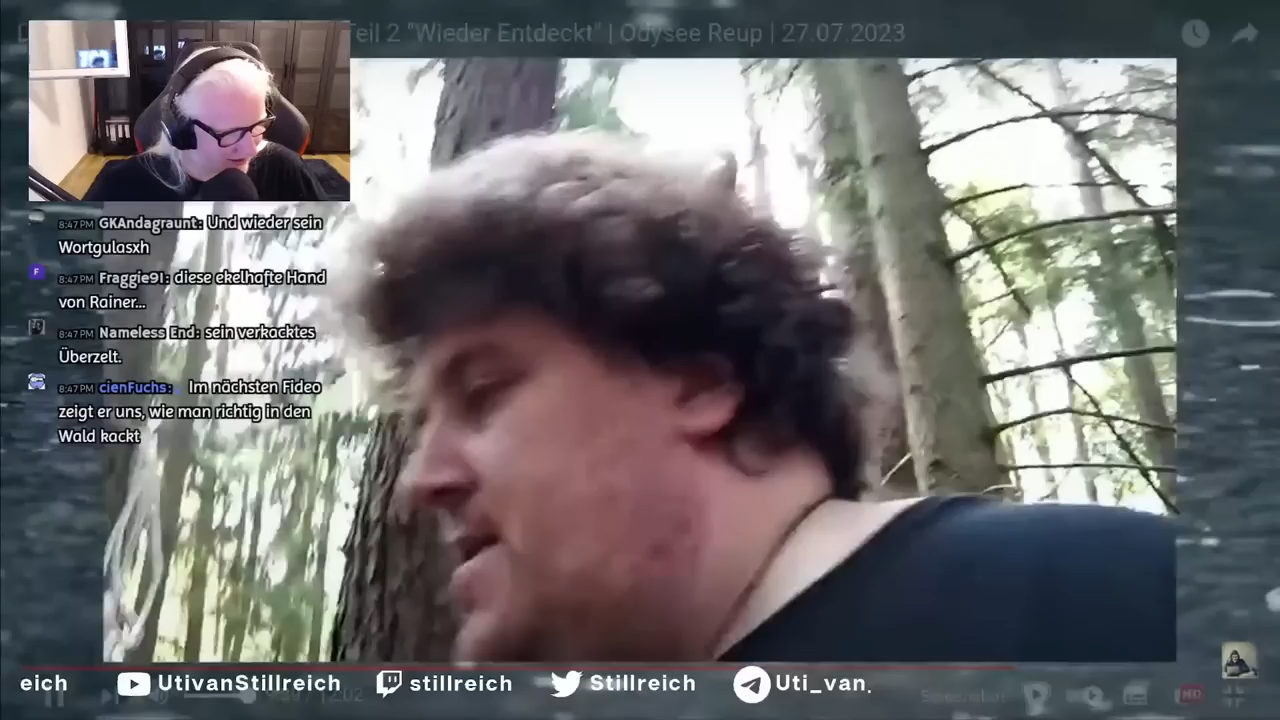 Teil 2 "Wieder Entdeckt" | Odysee Reup | 27.07.2023
8:47 PM GKAndagraunt: Und wieder sein
Wortgulasxh
F
8:47 PM Fraggie91: diese ekelhafte Hand
von Rainer...
8:47 PM Nameless End: sein verkacktes
Überzelt.
8:47 PM cienFuchs: Im nächsten Fideo
zeigt er uns, wie man richtig in den
Wald kackt
eich UtivanStillreich stillreich Stillreich Uti_van.
HD